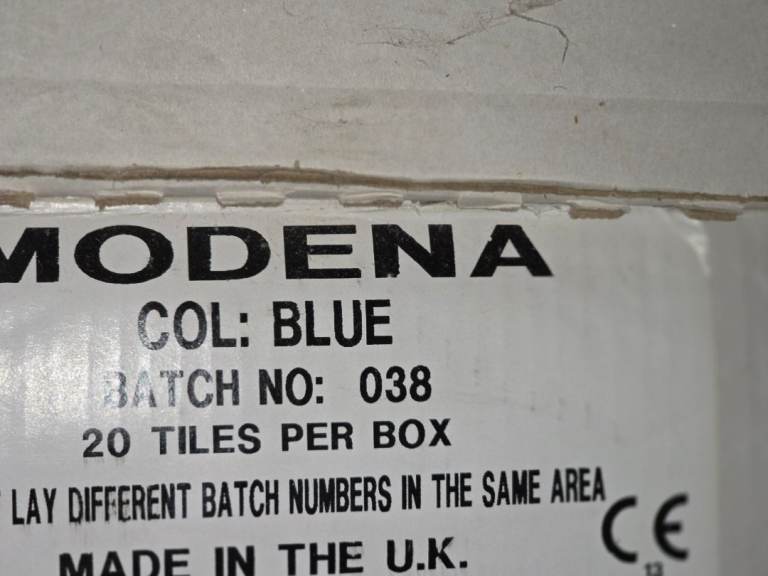 MODENA
COL: BLUE
BATCH NO: 038
20 TILES PER BOX
LAY DIFFERENT BATCH NUMBERS IN THE SAME AREA
CE
13
MADE IN THE U.K.